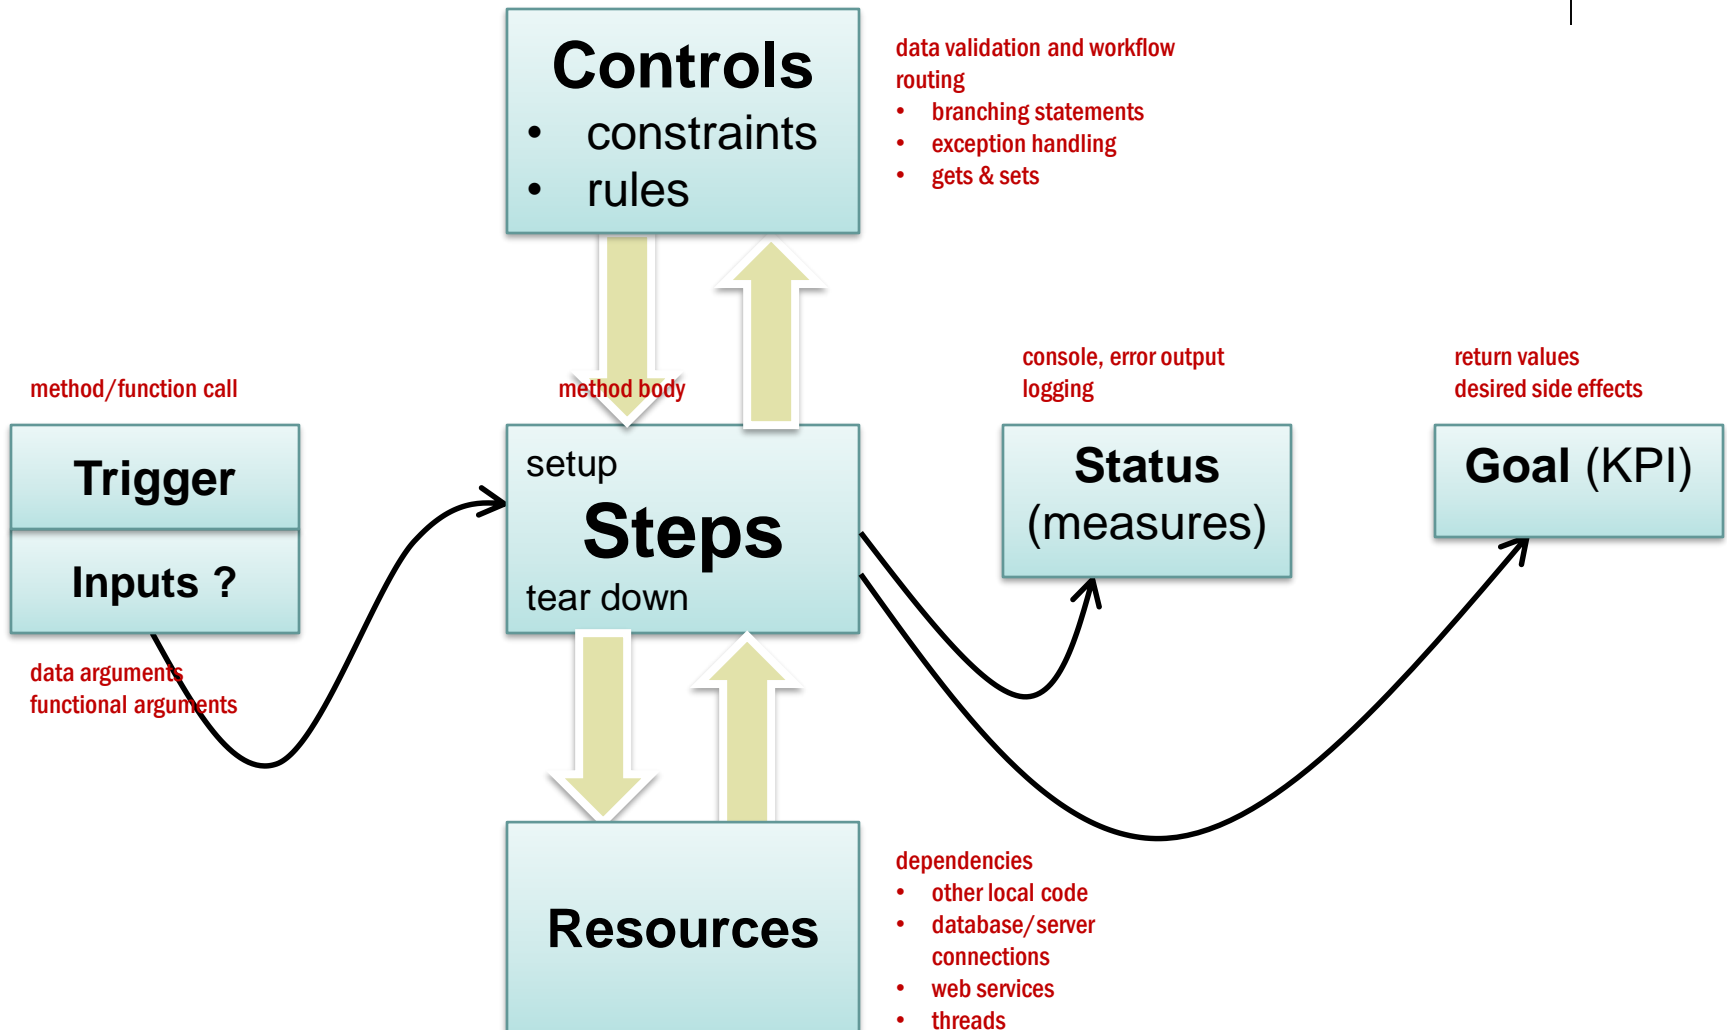 Controls
• constraints
• rules
data validation and workflow
routing
• branching statements
• exception handling
• gets & sets
method/function call
method body
console, error output
logging
return values
desired side effects
Trigger
Inputs ?
data arguments
functional arguments
setup
Steps
tear down
Status
(measures)
Goal (KPI)
Resources
dependencies
• other local code
• database/server
connections
• web services
• threads